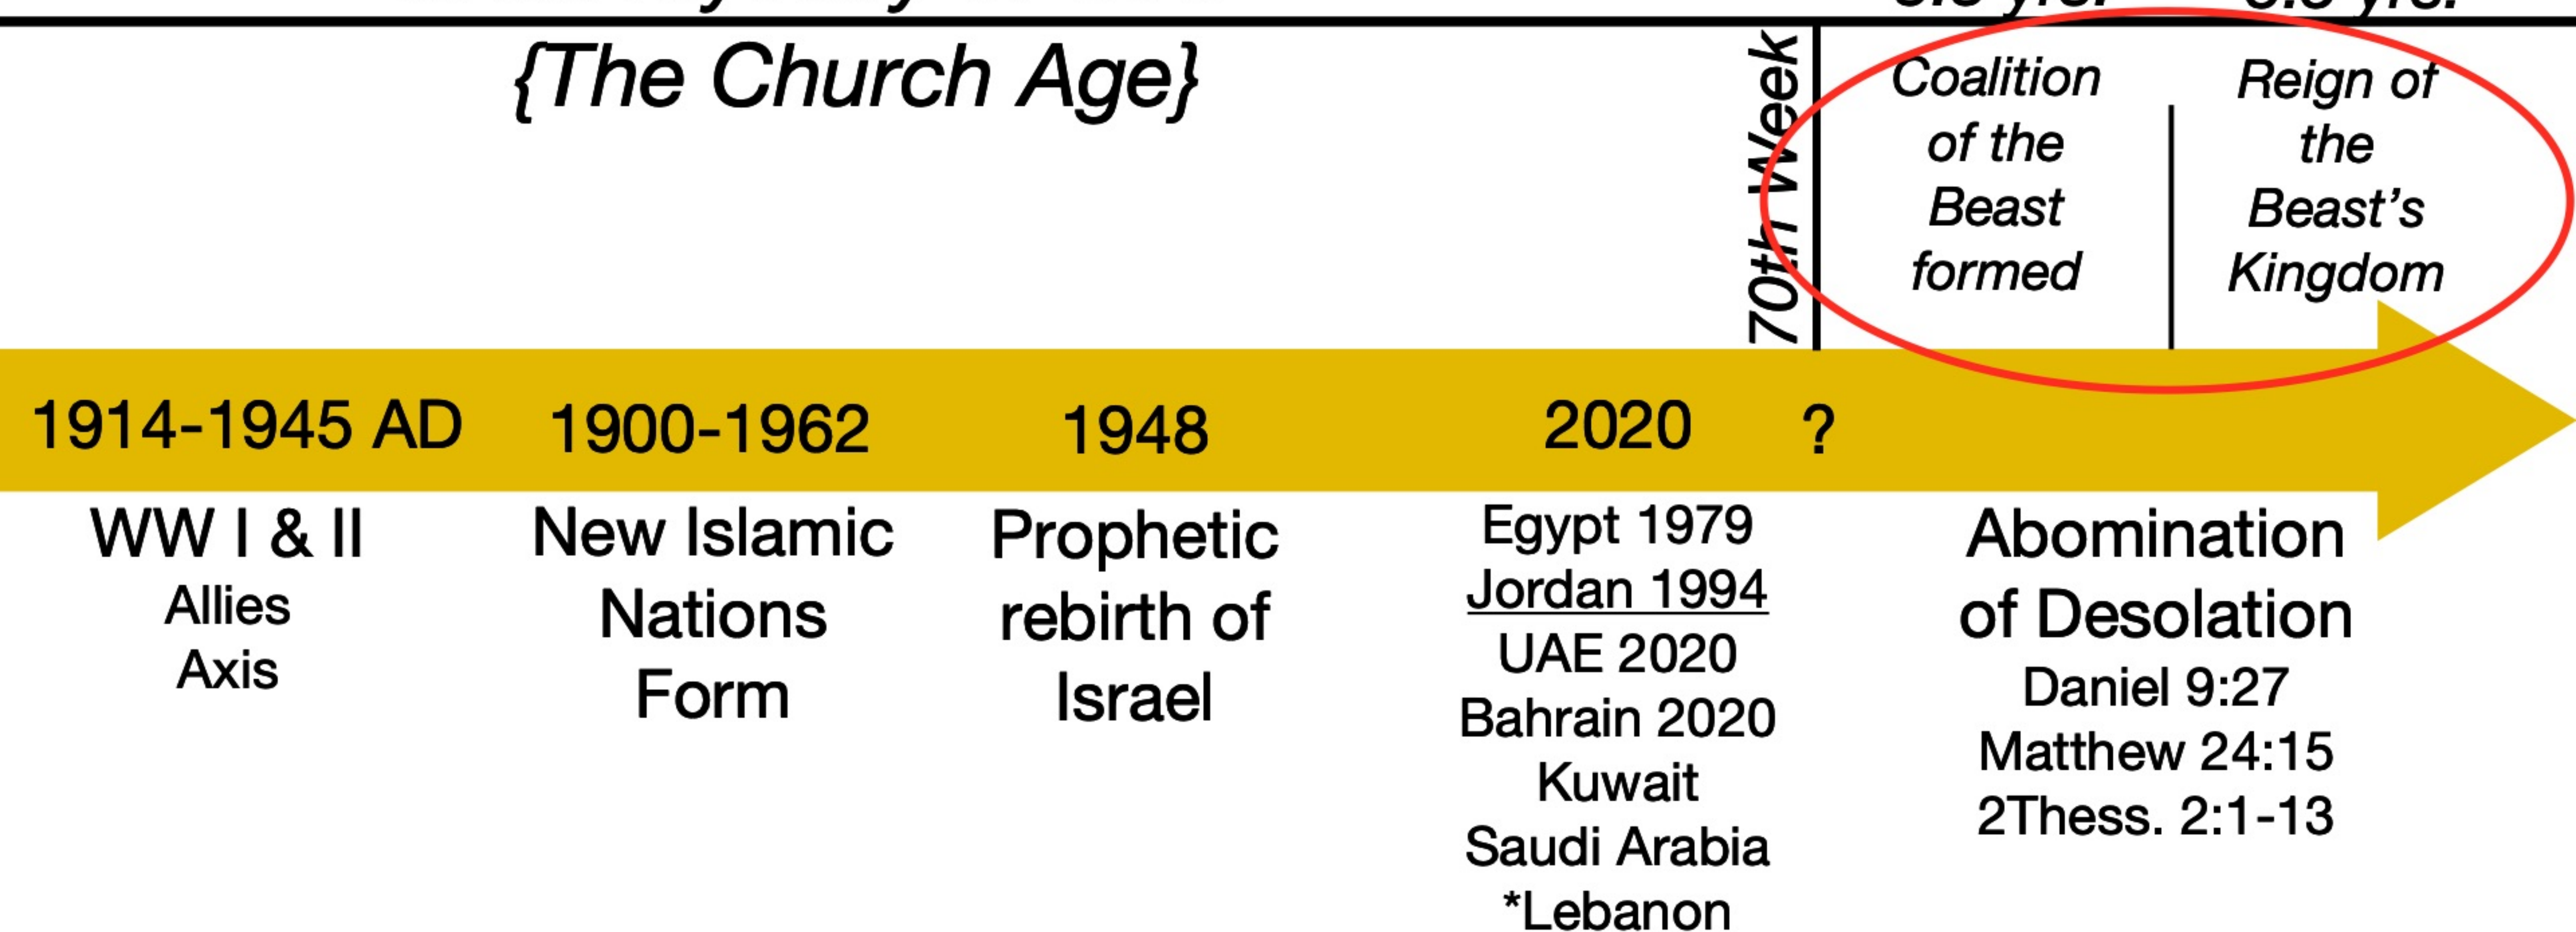 {The Church Age}
70th Week
Coalition
of the
Beast
formed
Reign of
the
Beast's
Kingdom
1914-1945 AD
1900-1962
1948
2020
?
WW I & II
Allies
Axis
New Islamic
Nations
Form
Prophetic
rebirth of
Israel
Egypt 1979
Jordan 1994
UAE 2020
Bahrain 2020
Kuwait
Saudi Arabia
*Lebanon
Abomination
of Desolation
Daniel 9:27
Matthew 24:15
2Thess. 2:1-13